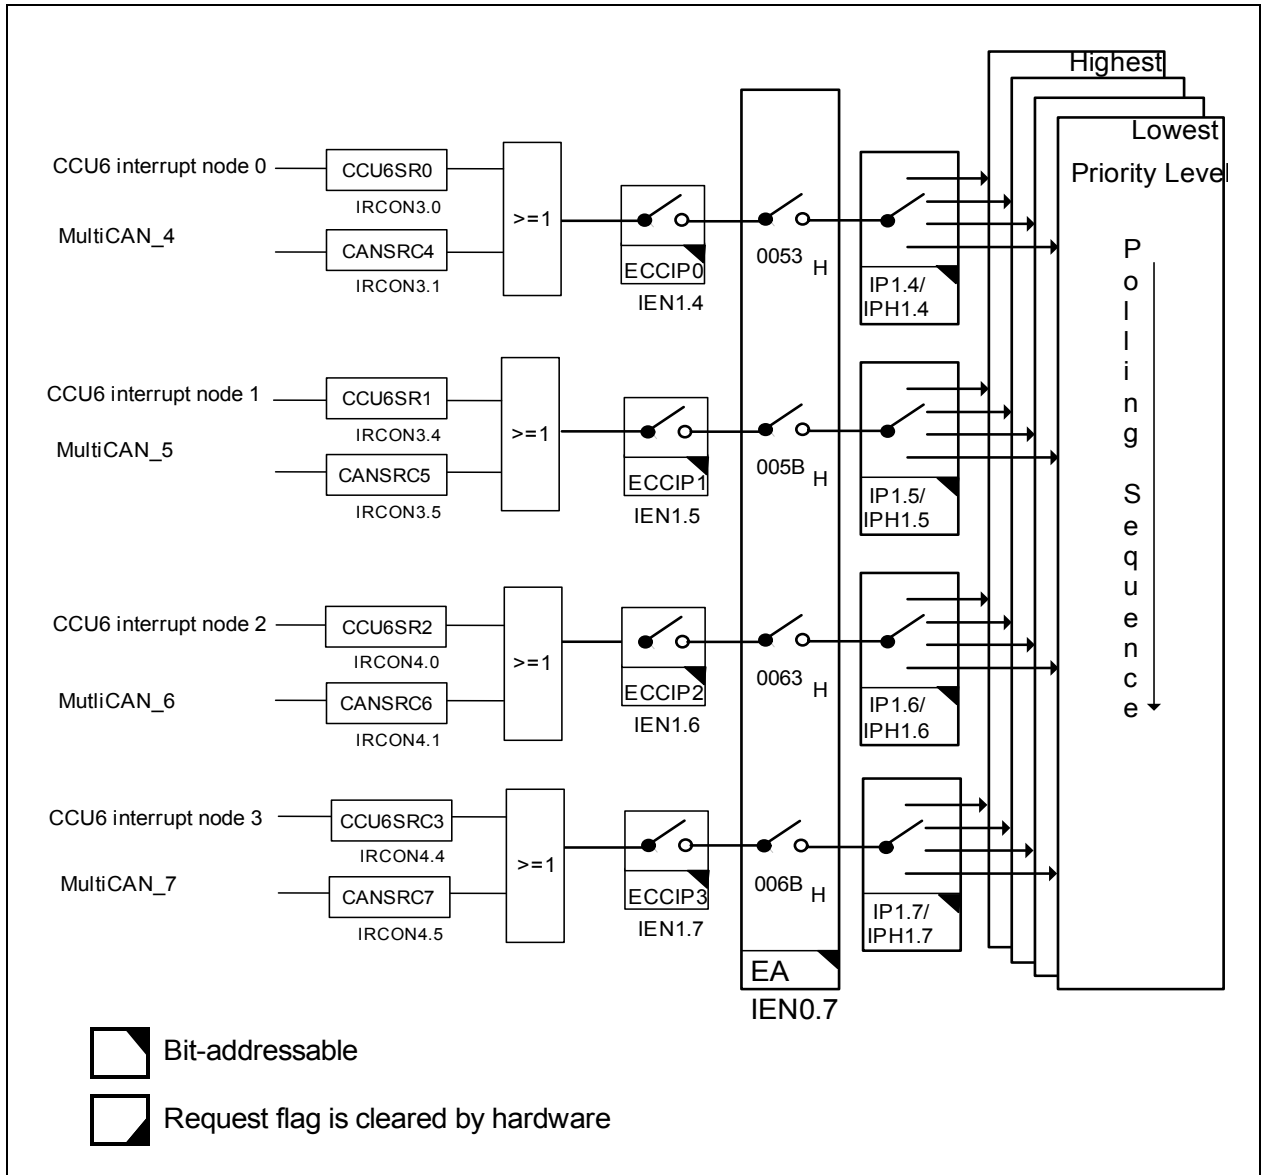 Highest
Lowest
Priority Level
Polling Sequence
CCU6 interrupt node 0
CCU6SR0
IRCON3.0
MultiCAN_4
CANSRC4
IRCON3.1
>=1
ECCIP0
IEN1.4
0053 H
IP1.4/
IPH1.4
CCU6 interrupt node 1
CCU6SR1
IRCON3.4
MultiCAN_5
CANSRC5
IRCON3.5
>=1
ECCIP1
IEN1.5
005B H
IP1.5/
IPH1.5
CCU6 interrupt node 2
CCU6SR2
IRCON4.0
MutliCAN_6
CANSRC6
IRCON4.1
>=1
ECCIP2
IEN1.6
0063 H
IP1.6/
IPH1.6
CCU6 interrupt node 3
CCU6SRC3
IRCON4.4
MultiCAN_7
CANSRC7
IRCON4.5
>=1
ECCIP3
IEN1.7
006B H
IP1.7/
IPH1.7
EA
IEN0.7
Bit-addressable
Request flag is cleared by hardware